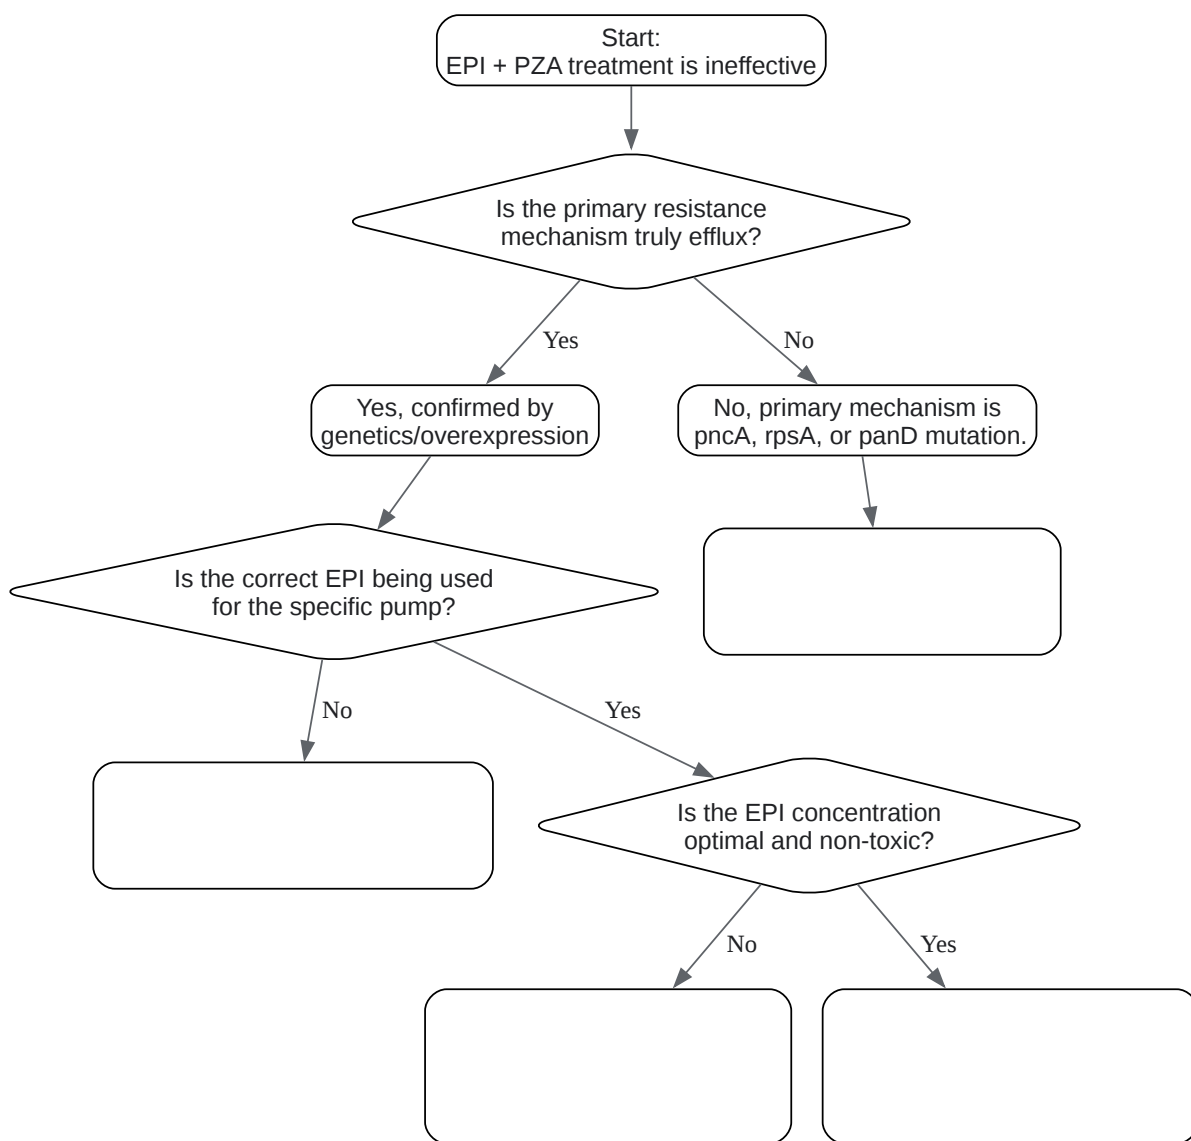 Start:
EPI + PZA treatment is ineffective
Is the primary resistance
mechanism truly efflux?
Yes
No
Yes, confirmed by
genetics/overexpression
No, primary mechanism is
pncA, rpsA, or panD mutation.
Is the correct EPI being used
for the specific pump?
No
Yes
Is the EPI concentration
optimal and non-toxic?
No
Yes